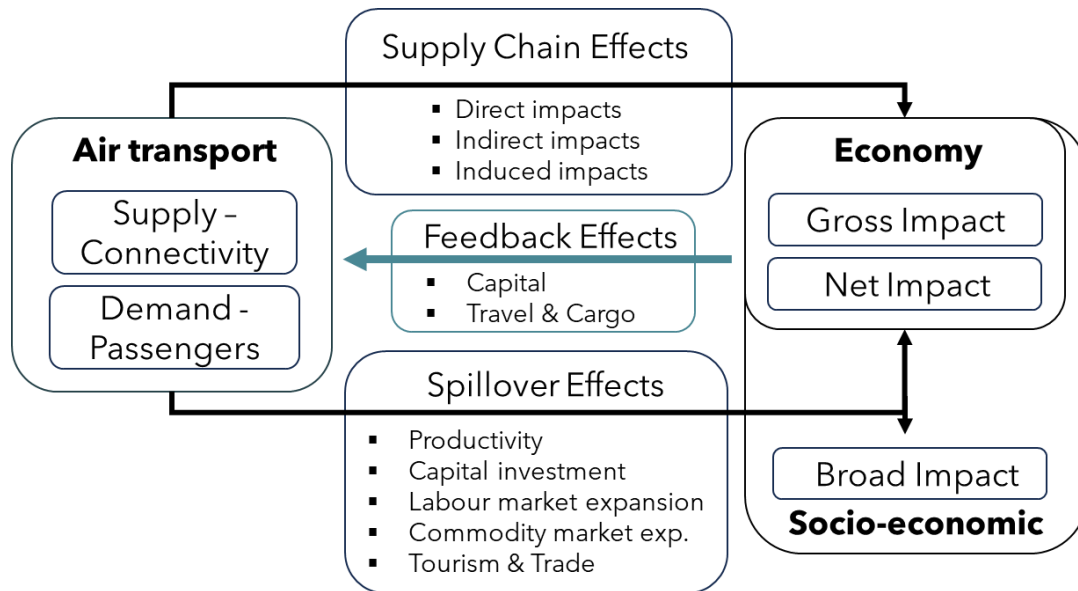 Supply Chain Effects
▪ Direct impacts
▪ Indirect impacts
▪ Induced impacts
Air transport
Supply –
Connectivity
Demand -
Passengers
Feedback Effects
▪ Capital
▪ Travel & Cargo
Economy
Gross Impact
Net Impact
Spillover Effects
▪ Productivity
▪ Capital investment
▪ Labour market expansion
▪ Commodity market exp.
▪ Tourism & Trade
Broad Impact
Socio-economic